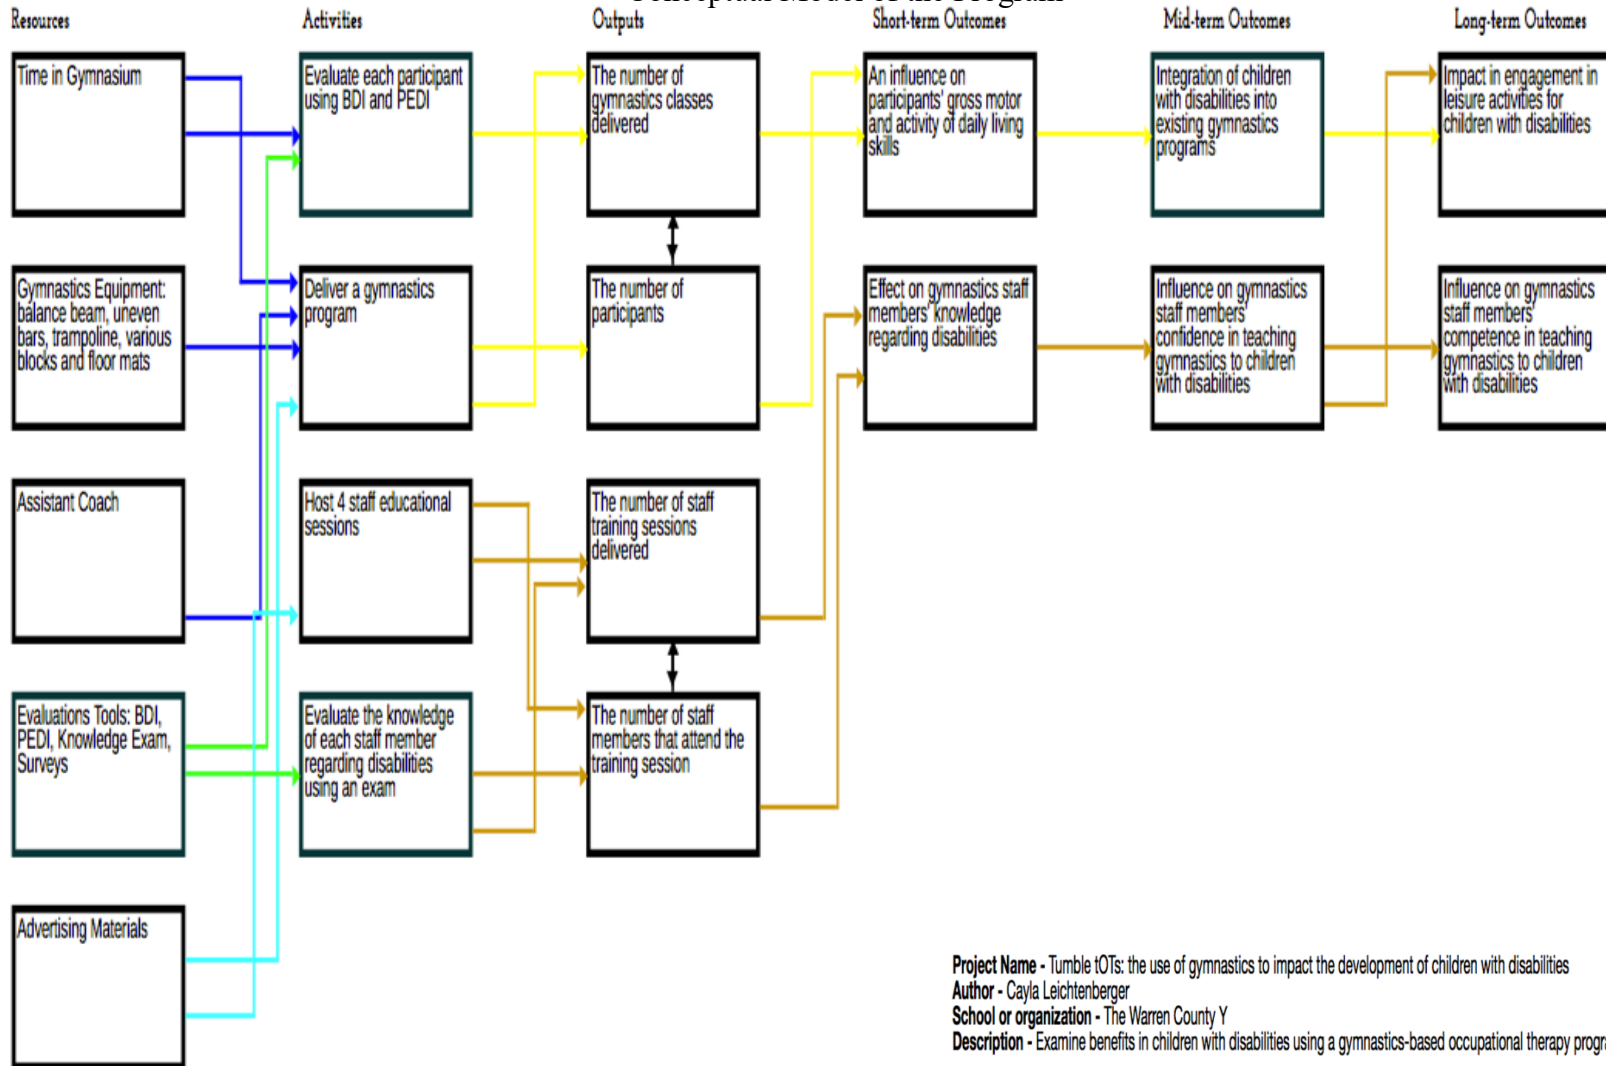 Conceptual Model of the Program
Resources
Activities
Outputs
Short-term Outcomes
Mid-term Outcomes
Long-term Outcomes
Time in Gymnasium
Evaluate each participant
using BDI and PEDI
The number of
gymnastics classes
delivered
An influence on
participants' gross motor
and activity of daily living
skills
Integration of children
with disabilities into
existing gymnastics
programs
Impact in engagement in
leisure activities for
children with disabilities
Gymnastics Equipment:
balance beam, uneven
bars, trampoline, various
blocks and floor mats
Deliver a gymnastics
program
The number of
participants
Effect on gymnastics staff
members' knowledge
regarding disabilities
Influence on gymnastics
staff members'
confidence in teaching
gymnastics to children
with disabilities
Influence on gymnastics
staff members'
competence in teaching
gymnastics to children
with disabilities
Assistant Coach
Host 4 staff educational
sessions
The number of staff
training sessions
delivered
Evaluations Tools: BDI,
PEDI, Knowledge Exam,
Surveys
Evaluate the knowledge
of each staff member
regarding disabilities
using an exam
The number of staff
members that attend the
training session
Advertising Materials
Project Name - Tumble tOTs: the use of gymnastics to impact the development of children with disabilities
Author - Cayla Leichtenberger
School or organization - The Warren County Y
Description - Examine benefits in children with disabilities using a gymnastics-based occupational therapy progra